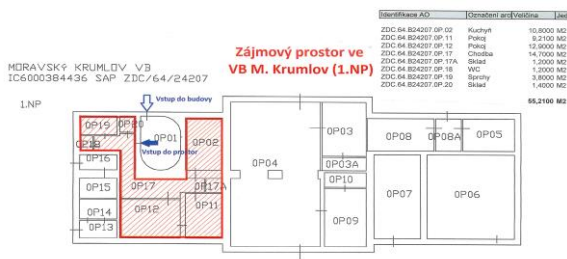 Identifikace AO Označení aro Veličina Jed
ZDC.64.B24207.0P.02 Kuchyň 10,8000 M2
ZDC.64.B24207.0P.11 Pokoj 9,2100 M2
ZDC.64.B24207.0P.12 Pokoj 12,9000 M2
ZDC.64.B24207.0P.17 Chodba 14,7000 M2
ZDC.64.B24207.0P.17A Sklad 1,2000 M2
ZDC.64.B24207.0P.18 WC 1,2000 M2
ZDC.64.B24207.0P.19 Sprchy 3,8000 M2
ZDC.64.B24207.0P.20 Sklad 1,4000 M2
55,2100 M2
Zájmový prostor ve
VB M. Krumlov (1.NP)
MORAVSKÝ KRUMLOV VB
IC6000384436 SAP ZDC/64/24207
1.NP
Vstup do budovy
0P19
0P20
0P01
0P02
0P03
0P08
0P08A
0P05
0P18
Vstup do prostor
0P16
0P04
0P03A
0P15
0P17
0P17A
0P10
0P07
0P06
0P14
0P12
0P11
0P09
0P13